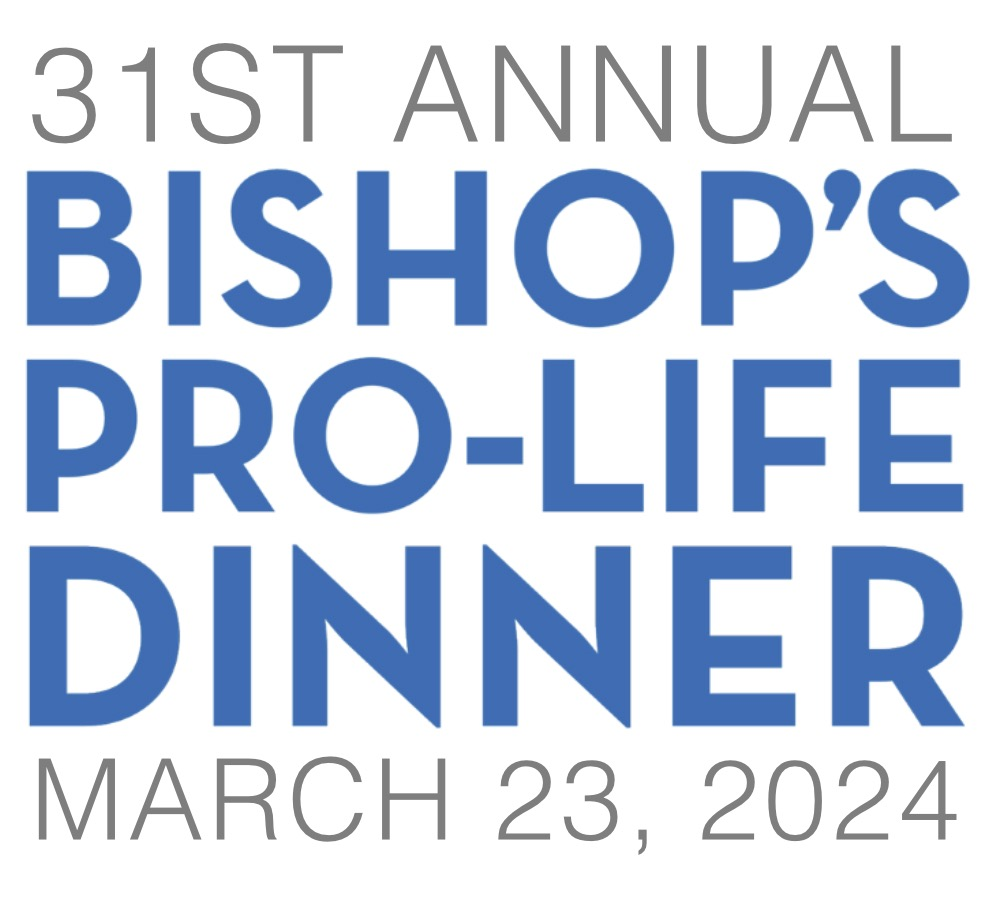 31ST ANNUAL
BISHOP’S
PRO-LIFE
DINNER
MARCH 23, 2024